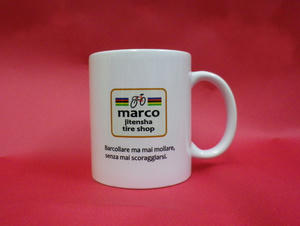 marco
jitensha
tire shop
Barcollare ma mai mollare,
senza mai scoraggiarsi.